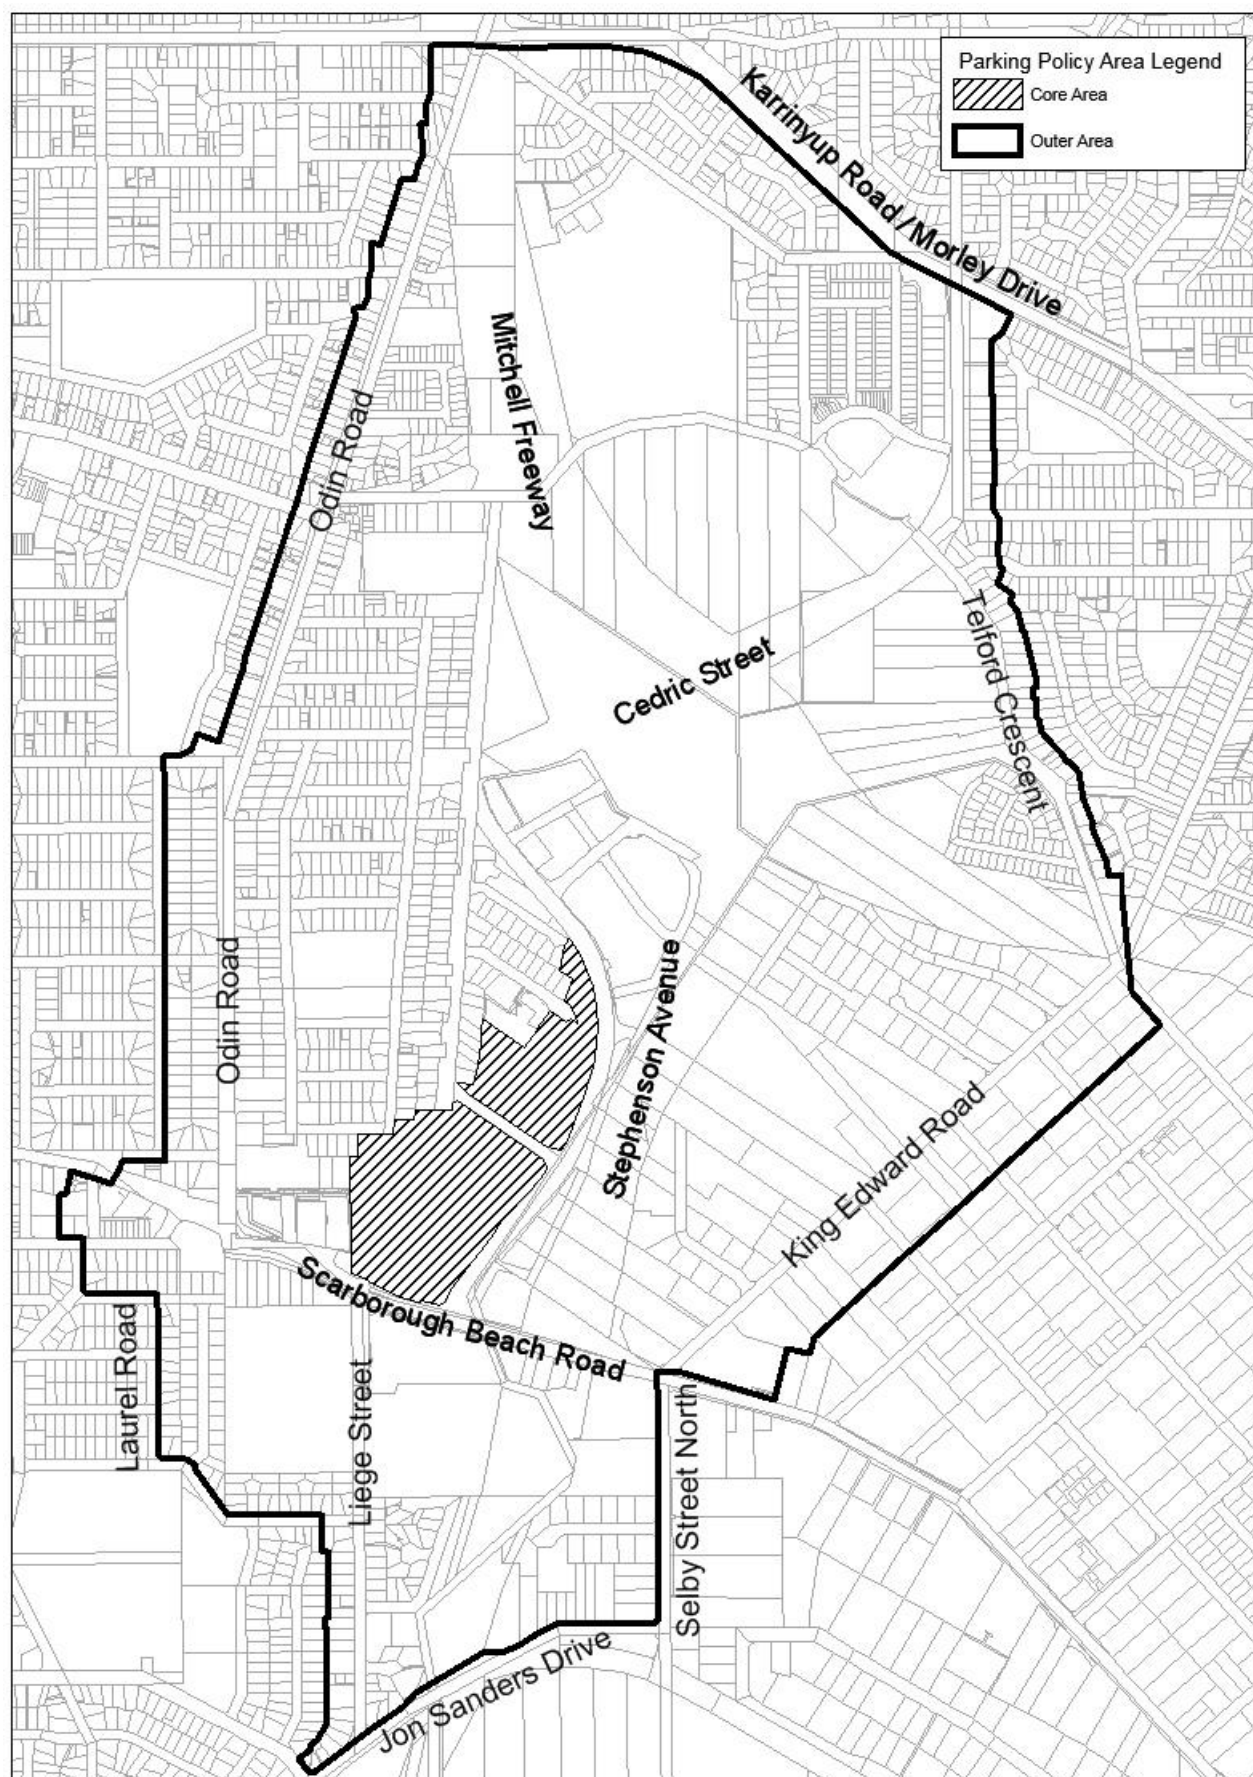 Parking Policy Area Legend
Core Area
Outer Area
Karrinyup Road / Morley Drive
Mitchell Freeway
Odin Road
Cedric Street
Telford Crescent
Odin Road
Stephenson Avenue
King Edward Road
Scarborough Beach Road
Laurel Road
Liege Street
Selby Street North
Jon Sanders Drive